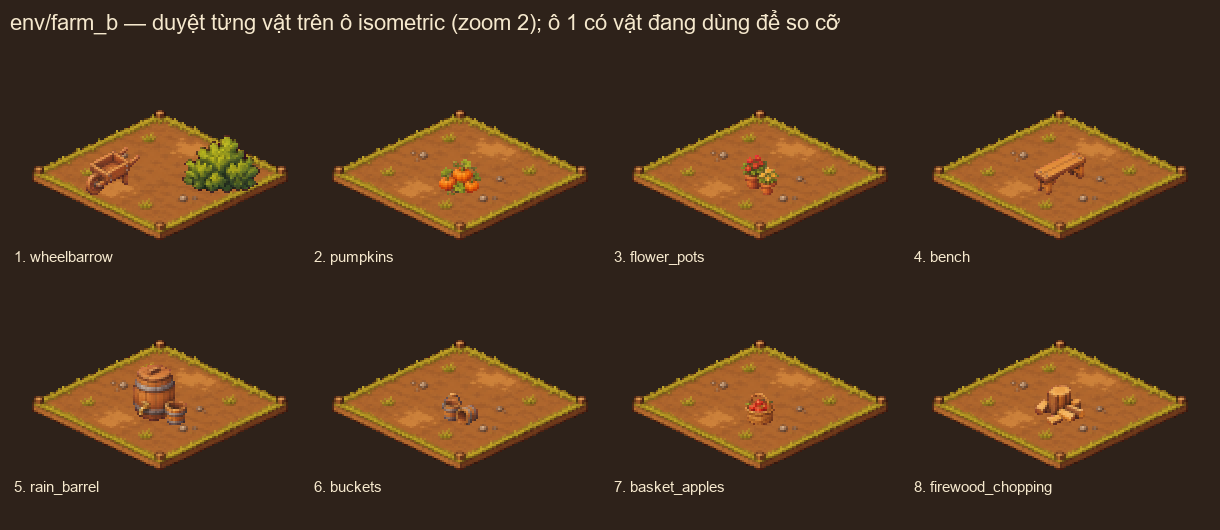 env/farm_b — duyệt từng vật trên ô isometric (zoom 2); ô 1 có vật đang dùng để so cỡ
1. wheelbarrow
2. pumpkins
3. flower_pots
4. bench
5. rain_barrel
6. buckets
7. basket_apples
8. firewood_chopping